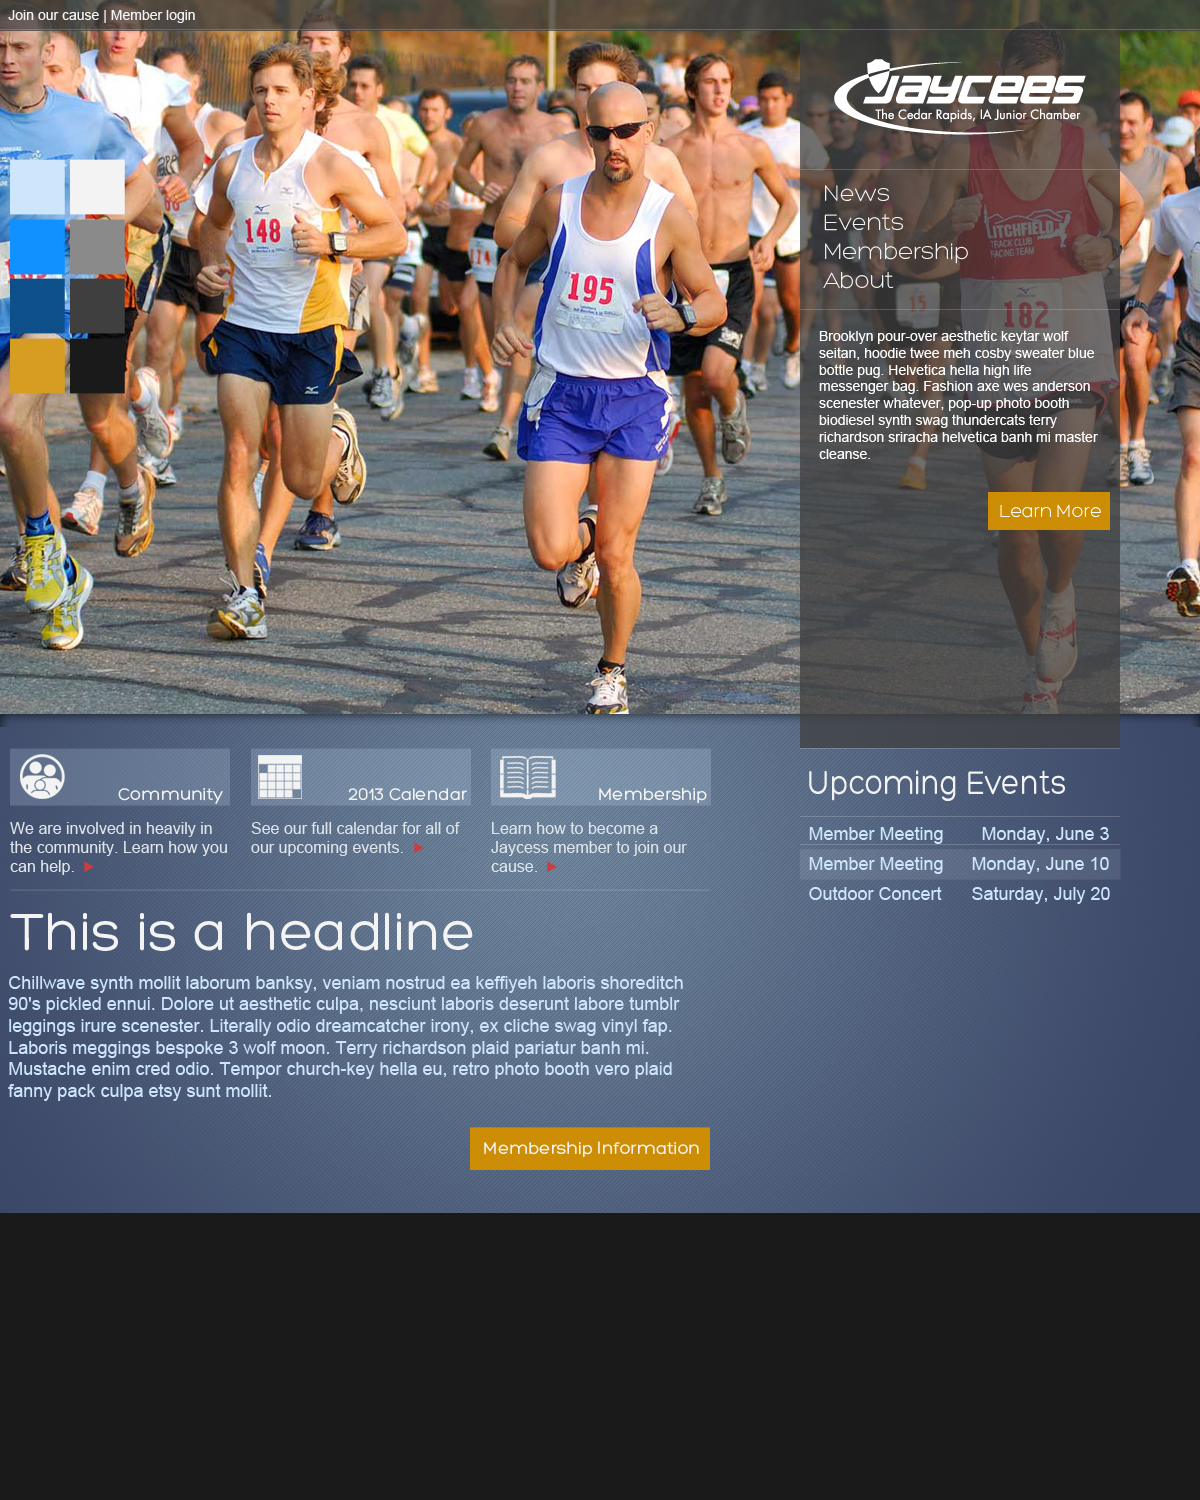 Join our cause | Member login
Jaycees
The Cedar Rapids, IA Junior Chamber
News
Events
Membership
About
148
195
114
15
LITCHFIELD
TRACK CLUB
RACING TEAM
182
Brooklyn pour-over aesthetic keytar wolf
seitan, hoodie twee meh cosby sweater blue
bottle pug. Helvetica hella high life
messenger bag. Fashion axe wes anderson
scenester whatever, pop-up photo booth
biodiesel synth swag thundercats terry
richardson sriracha helvetica banh mi master
cleanse.
Learn More
Community
We are involved in heavily in
the community. Learn how you
can help.
2013 Calendar
See our full calendar for all of
our upcoming events.
Membership
Learn how to become a
Jaycess member to join our
cause.
Upcoming Events
Member Meeting Monday, June 3
Member Meeting Monday, June 10
Outdoor Concert Saturday, July 20
This is a headline
Chillwave synth mollit laborum banksy, veniam nostrud ea keffiyeh laboris shoreditch
90's pickled ennui. Dolore ut aesthetic culpa, nesciunt laboris deserunt labore tumblr
leggings irure scenester. Literally odio dreamcatcher irony, ex cliche swag vinyl fap.
Laboris meggings bespoke 3 wolf moon. Terry richardson plaid pariatur banh mi.
Mustache enim cred odio. Tempor church-key hella eu, retro photo booth vero plaid
fanny pack culpa etsy sunt mollit.
Membership Information